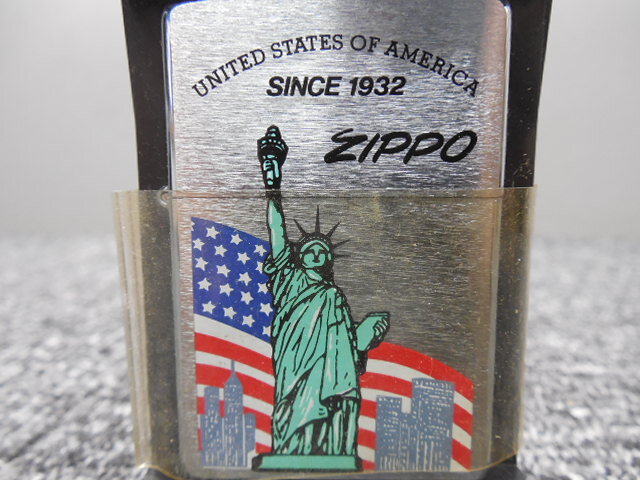 UNITED STATES OF AMERICA
SINCE 1932
ZIPPO